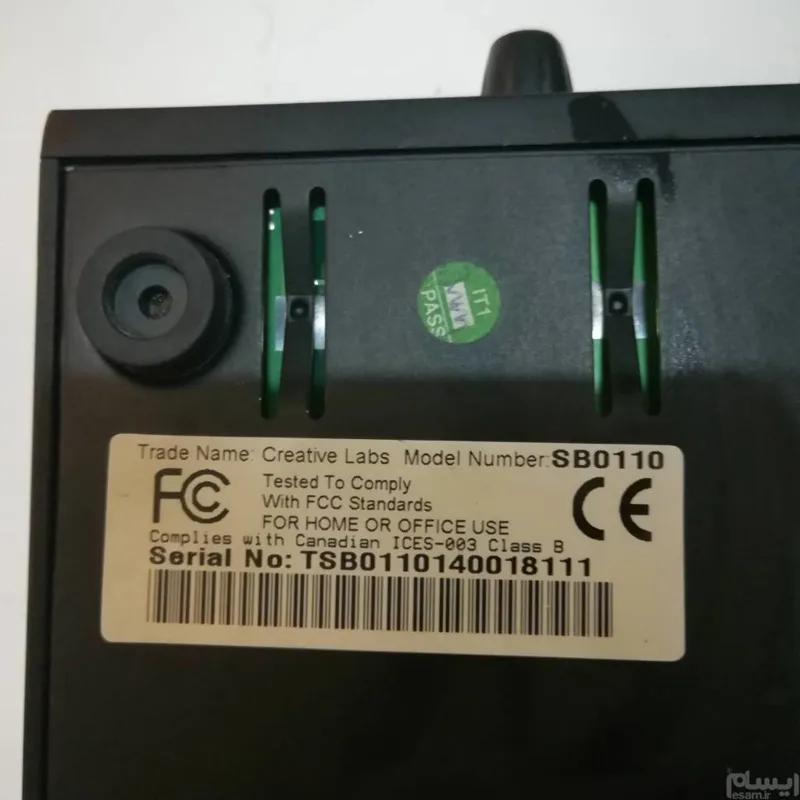 IT1
PASS
Trade Name: Creative Labs Model Number:SB0110
FC Tested To Comply
With FCC Standards
FOR HOME OR OFFICE USE
CE
Complies with Canadian ICES-003 Class B
Serial No: TSB0110140018111
ایسام
esam.ir